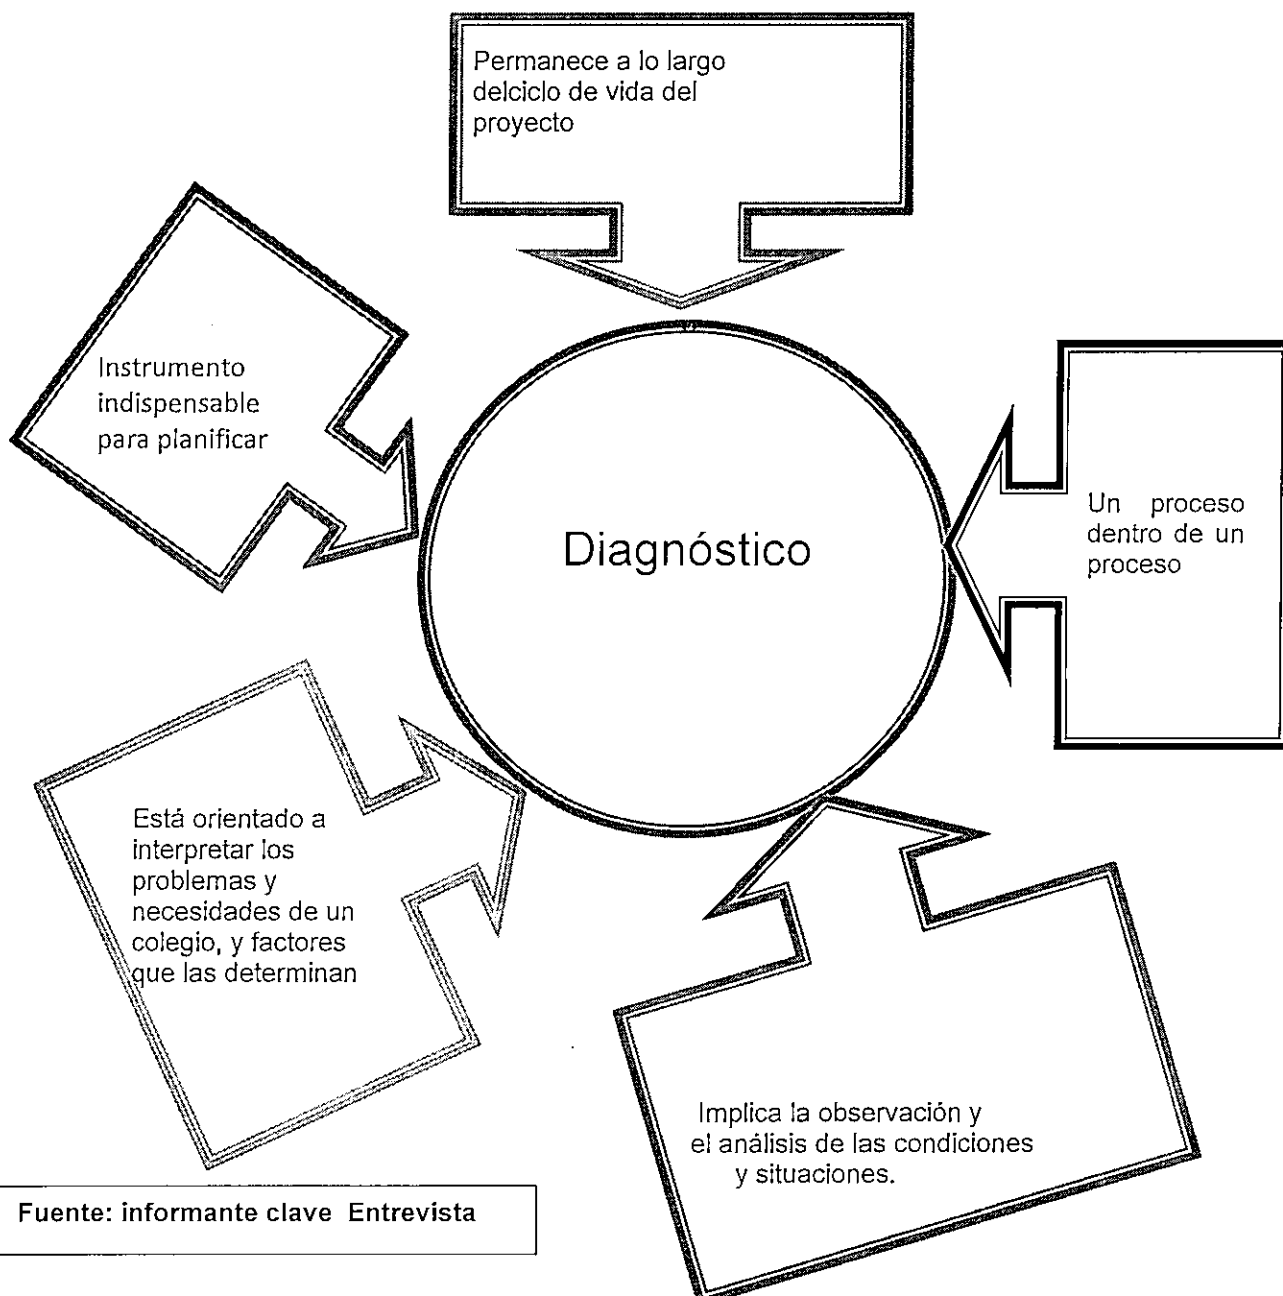 Permanece a lo largo
delciclo de vida del
proyecto
Instrumento
indispensable
para planificar
Diagnóstico
Un proceso
dentro de un
proceso
Está orientado a
interpretar los
problemas y
necesidades de un
colegio, y factores
que las determinan
Implica la observación y
el análisis de las condiciones
y situaciones.
Fuente: informante clave Entrevista